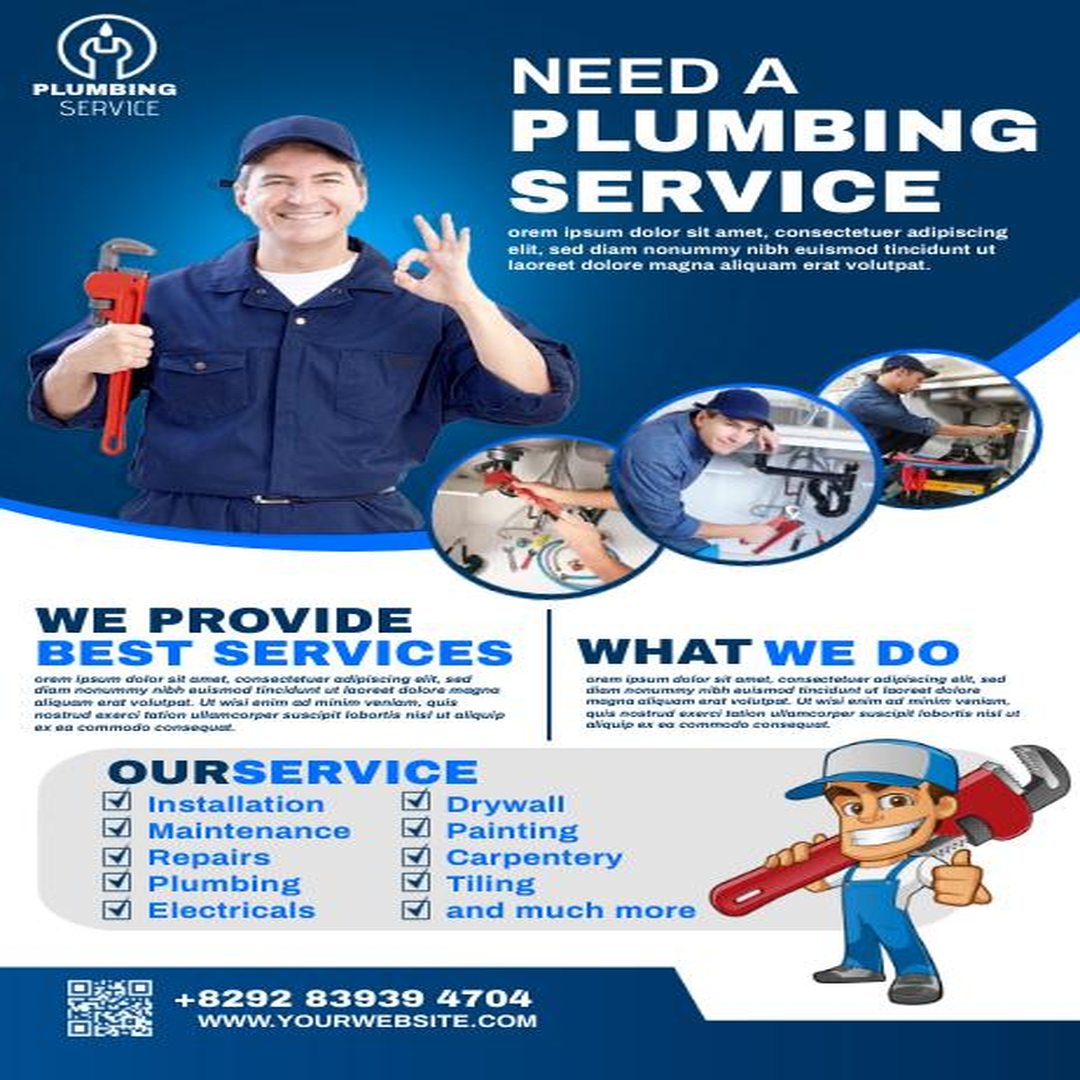 PLUMBING
SERVICE
NEED A
PLUMBING
SERVICE
orem ipsum dolor sit amet, consectetuer adipiscing
elit, sed diam nonummy nibh euismod tincidunt ut
laoreet dolore magna aliquam erat volutpat.
WE PROVIDE
BEST SERVICES
orem ipsum dolor sit amet, consectetuer adipiscing elit, sed
diam nonummy nibh euismod tincidunt ut laoreet dolore magna
aliquam erat volutpat. Ut wisi enim ad minim veniam, quis
nostrud exerci tation ullamcorper suscipit lobortis nisl ut aliquip
ex ea commodo consequat.
WHAT WE DO
orem ipsum dolor sit amet, consectetuer adipiscing elit, sed
diam nonummy nibh euismod tincidunt ut laoreet dolore
magna aliquam erat volutpat. Ut wisi enim ad minim veniam,
quis nostrud exerci tation ullamcorper suscipit lobortis nisl ut
aliquip ex ea commodo consequat.
OURSERVICE
Installation
Maintenance
Repairs
Plumbing
Electricals
Drywall
Painting
Carpentery
Tiling
and much more
+8292 83939 4704
WWW.YOURWEBSITE.COM